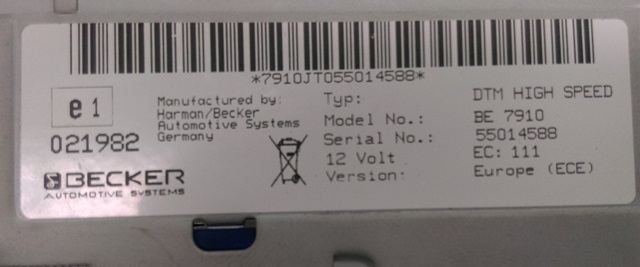 *7910JT055014588*
e1
021982
Manufactured by:
Harman/Becker
Automotive Systems
Germany
BECKER
AUTOMOTIVE SYSTEMS
Typ: DTM HIGH SPEED
Model No.: BE 7910
Serial No.: 55014588
12 Volt EC: 111
Version: Europe (ECE)